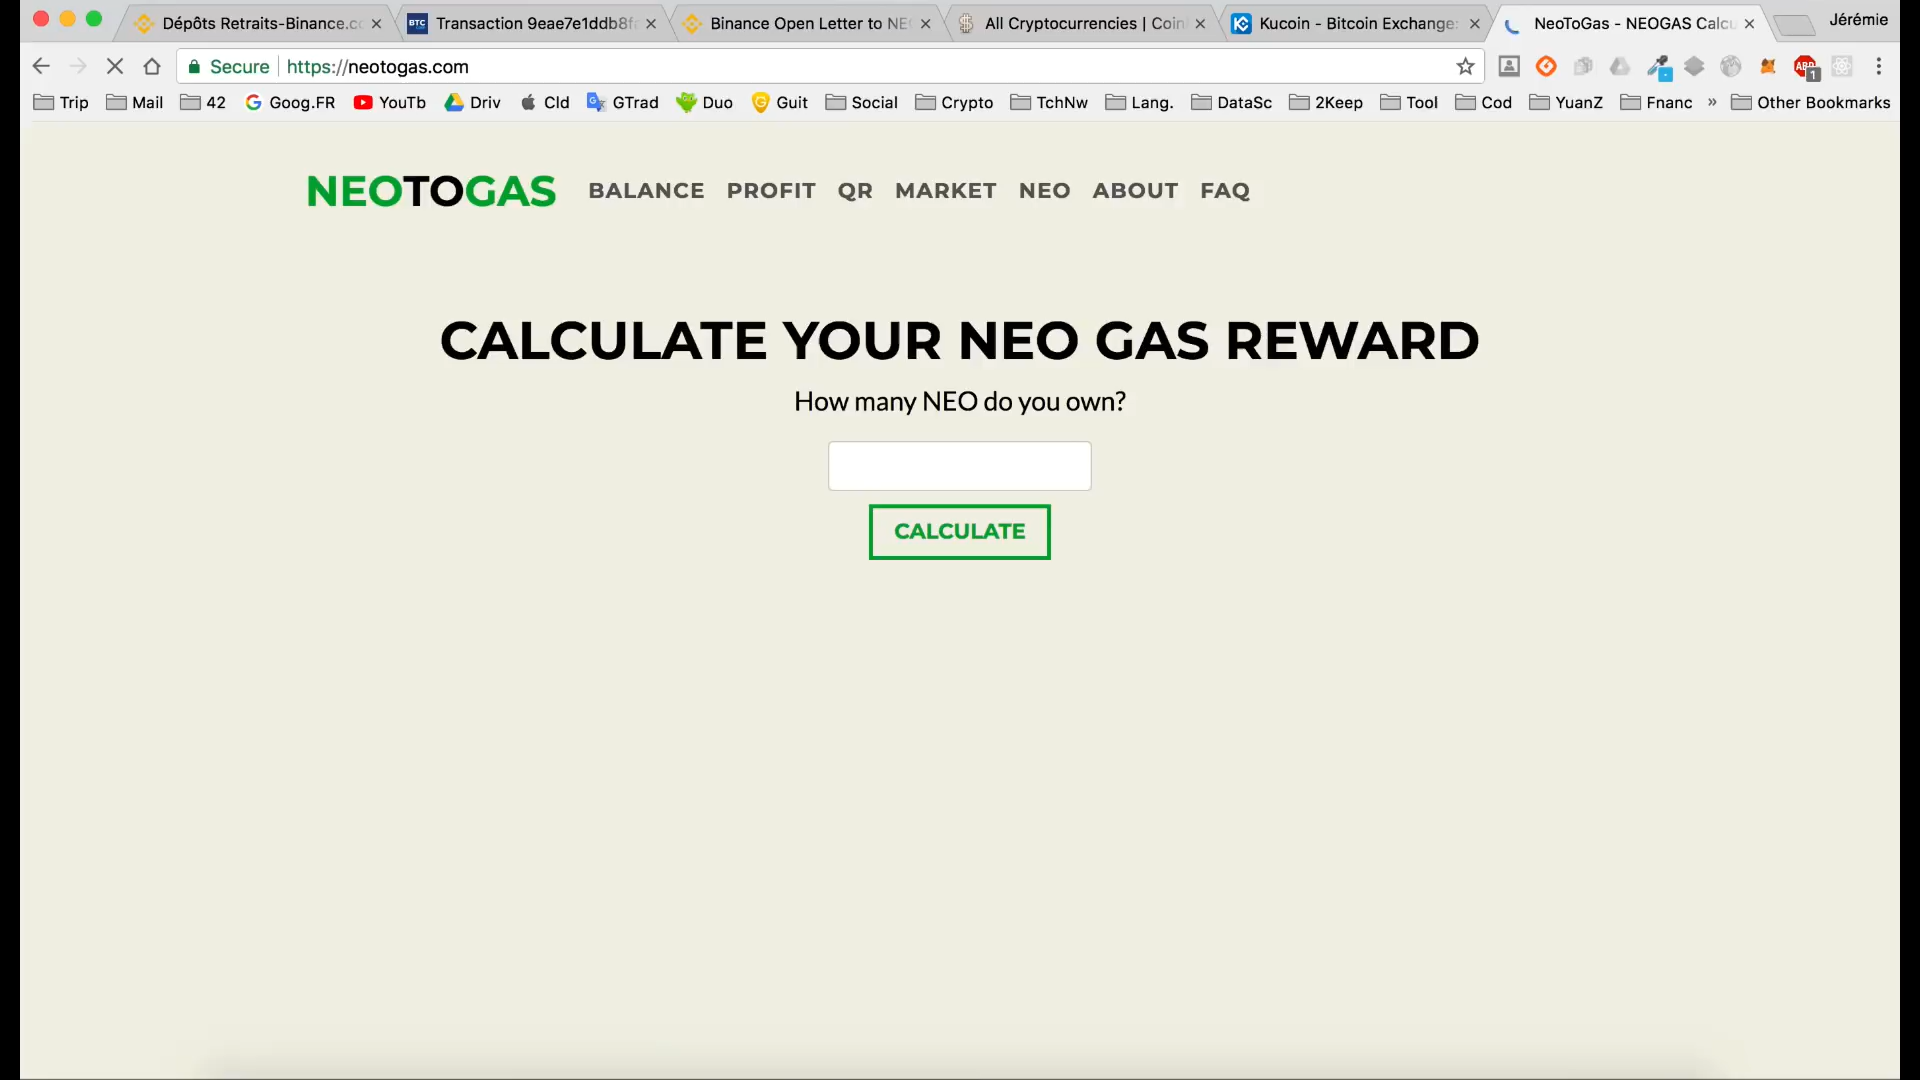 Dépôts Retraits-Binance.c
Transaction 9eae7e1ddb8f
Binance Open Letter to NE
All Cryptocurrencies | Coin
Kucoin - Bitcoin Exchange
NeoToGas - NEOGAS Calcu
Jérémie
Secure https://neotogas.com
Trip Mail 42 Goog.FR YouTb Driv Cld GTrad Duo Guit Social Crypto TchNw Lang. DataSc 2Keep Tool Cod YuanZ Fnanc » Other Bookmarks
NEOTOGAS BALANCE PROFIT QR MARKET NEO ABOUT FAQ
CALCULATE YOUR NEO GAS REWARD
How many NEO do you own?
CALCULATE